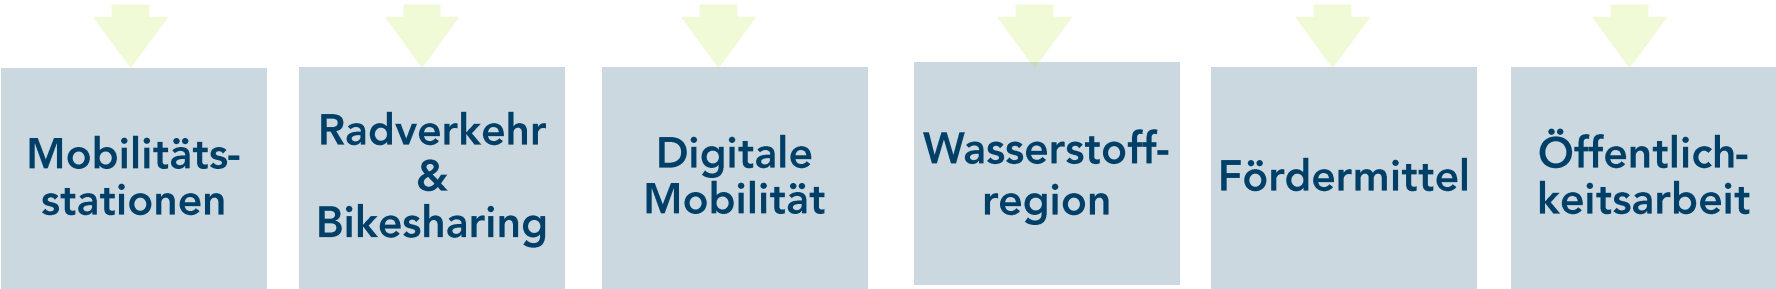 Mobilitäts-
stationen
Radverkehr
&
Bikesharing
Digitale
Mobilität
Wasserstoff-
region
Fördermittel
Öffentlich-
keitsarbeit